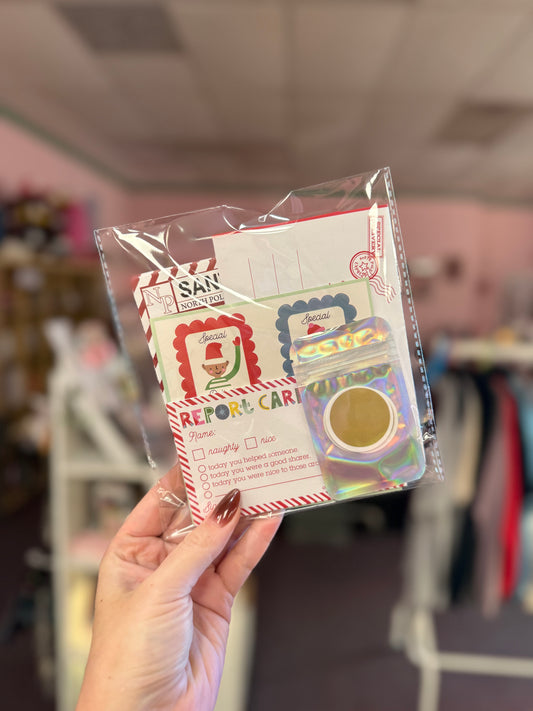 SPECIAL
NP
SAN
NORTH POL
Special
Special
REPORT CARD
Name:
naughty
nice
today you helped someone
today you were a good sharer
today you were nice to those